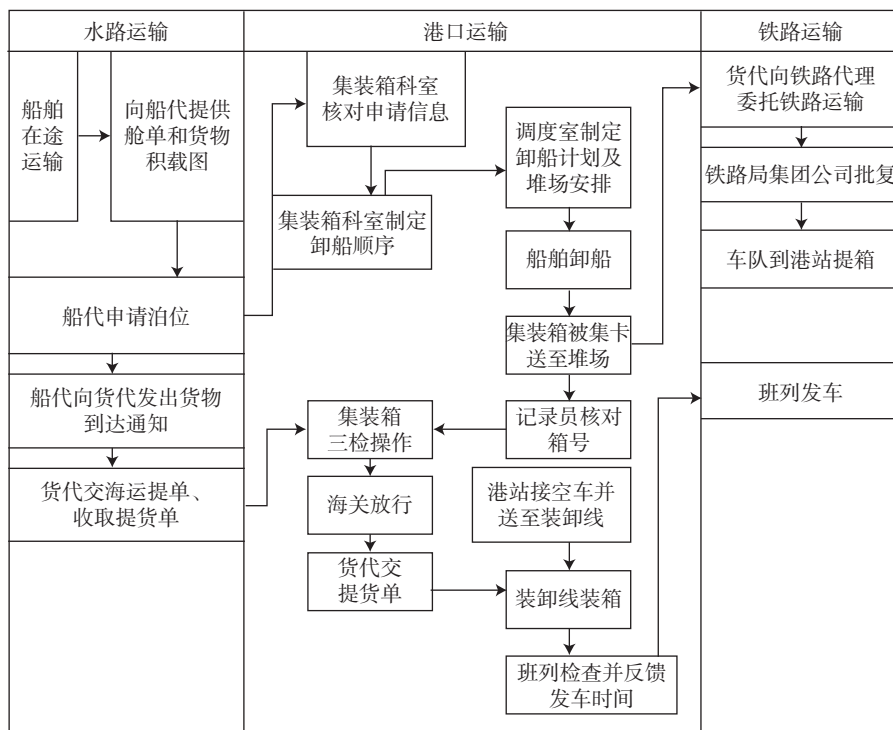 水路运输
港口运输
铁路运输
船舶
在途
运输
向船代提供
舱单和货物
积载图
船代申请泊位
船代向货代发出货物
到达通知
货代交海运提单、
收取提货单
集装箱科室
核对申请信息
集装箱科室制定
卸船顺序
调度室制定
卸船计划及
堆场安排
船舶卸船
集装箱被集卡
送至堆场
记录员核对
箱号
集装箱
三检操作
海关放行
货代交
提货单
港站接空车并
送至装卸线
装卸线装箱
班列检查并反馈
发车时间
货代向铁路代理
委托铁路运输
铁路局集团公司批复
车队到港站提箱
班列发车